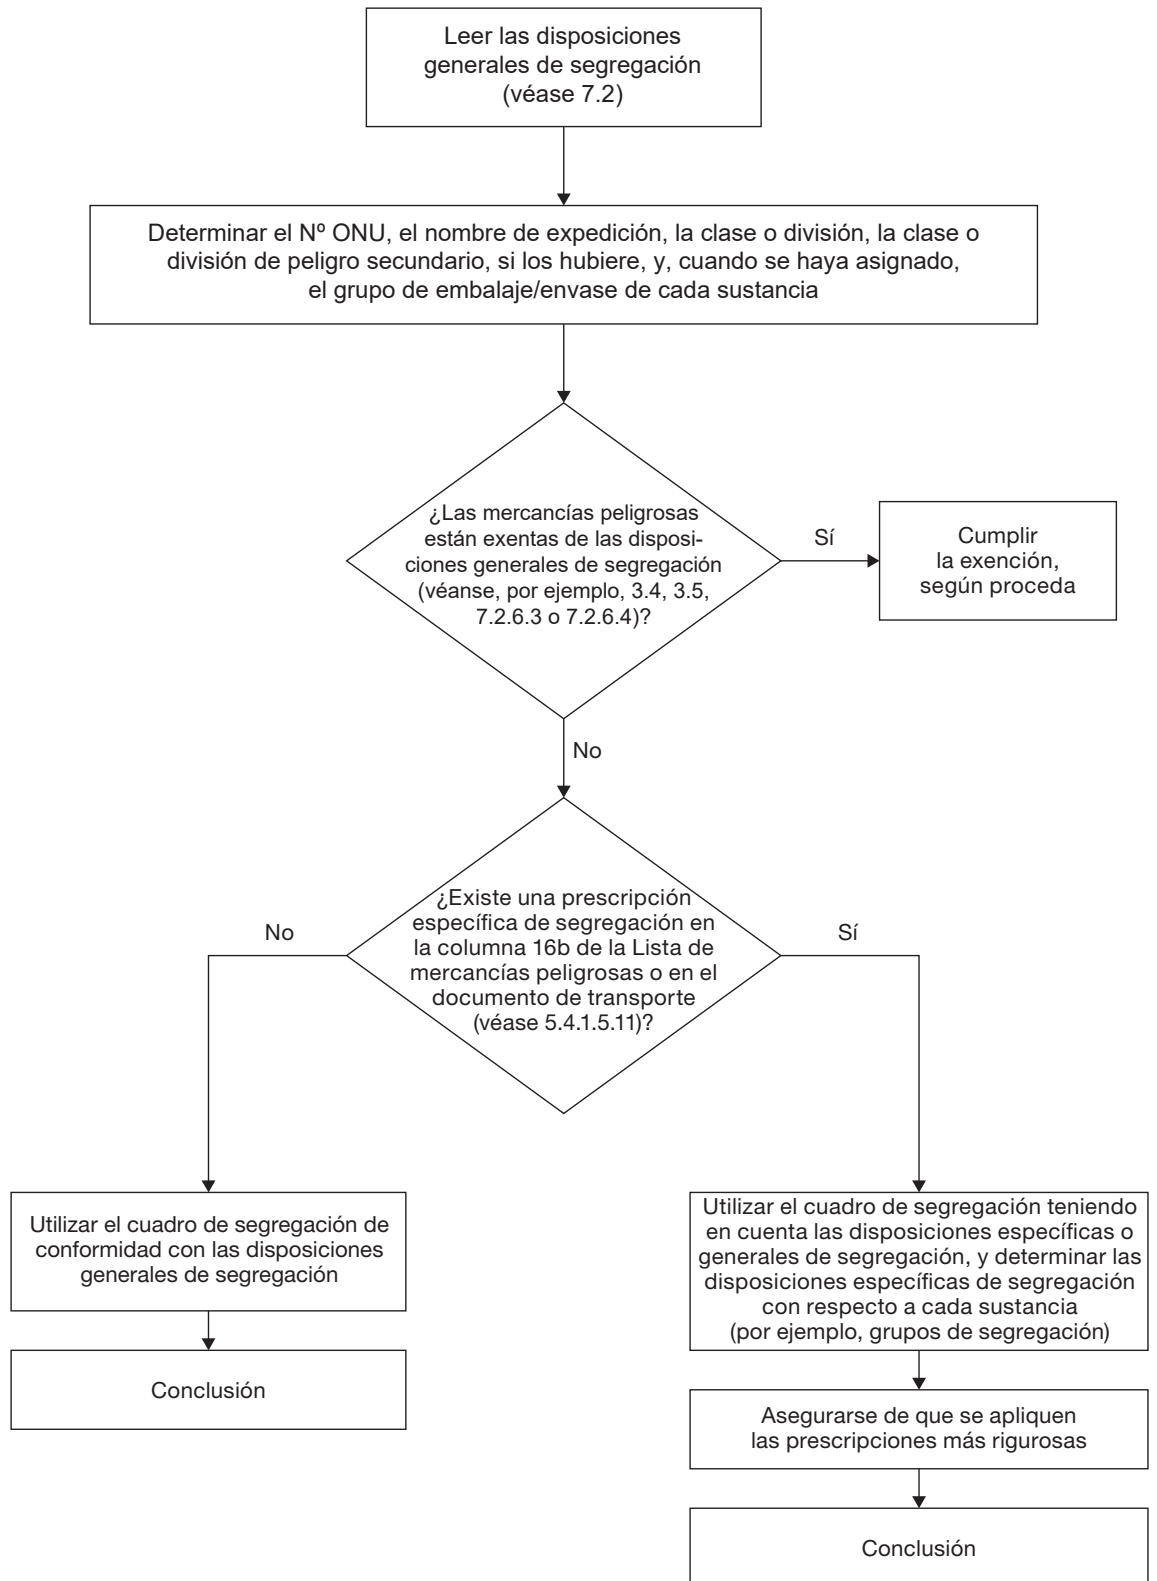 Leer las disposiciones
generales de segregación
(véase 7.2)
Determinar el Nº ONU, el nombre de expedición, la clase o división, la clase o
división de peligro secundario, si los hubiere, y, cuando se haya asignado,
el grupo de embalaje/envase de cada sustancia
¿Las mercancías peligrosas
están exentas de las disposi-
ciones generales de segregación
(véanse, por ejemplo, 3.4, 3.5,
7.2.6.3 o 7.2.6.4)?
Sí
Cumplir
la exención,
según proceda
No
¿Existe una prescripción
específica de segregación en
la columna 16b de la Lista de
mercancías peligrosas o en el
documento de transporte
(véase 5.4.1.5.11)?
No
Sí
Utilizar el cuadro de segregación de
conformidad con las disposiciones
generales de segregación
Conclusión
Utilizar el cuadro de segregación teniendo
en cuenta las disposiciones específicas o
generales de segregación, y determinar las
disposiciones específicas de segregación
con respecto a cada sustancia
(por ejemplo, grupos de segregación)
Asegurarse de que se apliquen
las prescripciones más rigurosas
Conclusión